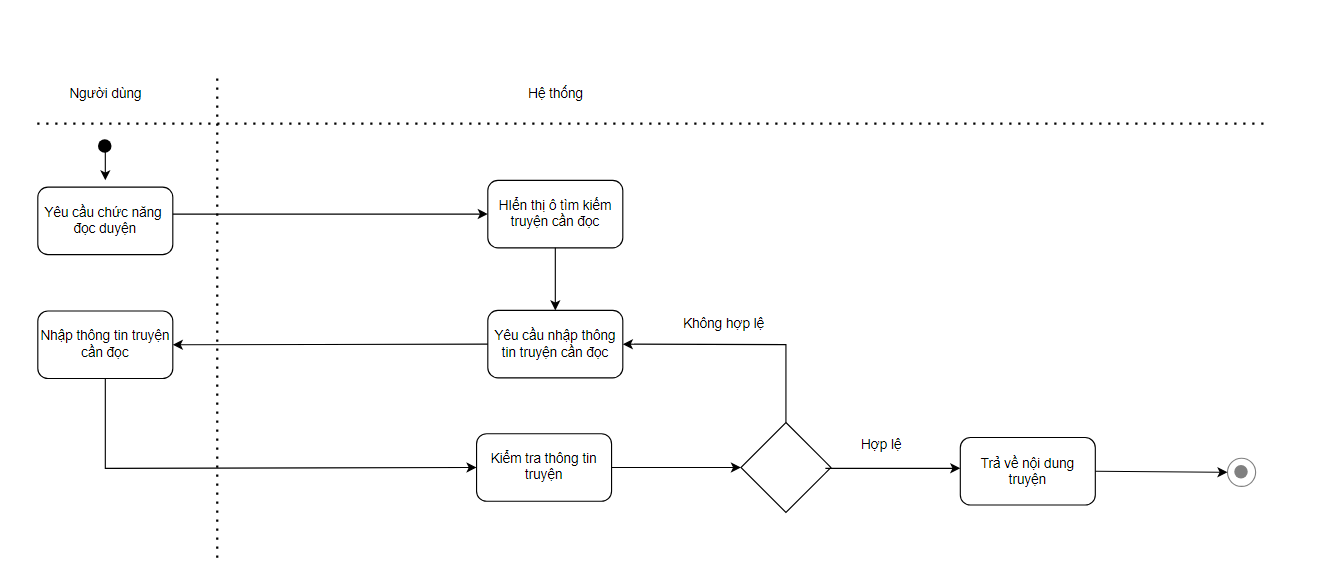 Người dùng
Hệ thống
Yêu cầu chức năng
đọc duyện
HIển thị ô tìm kiếm
truyện cần đọc
Nhập thông tin truyện
cần đọc
Yêu cầu nhập thông
tin truyện cần đọc
Không hợp lệ
Kiểm tra thông tin
truyện
Hợp lệ
Trả về nội dung
truyện